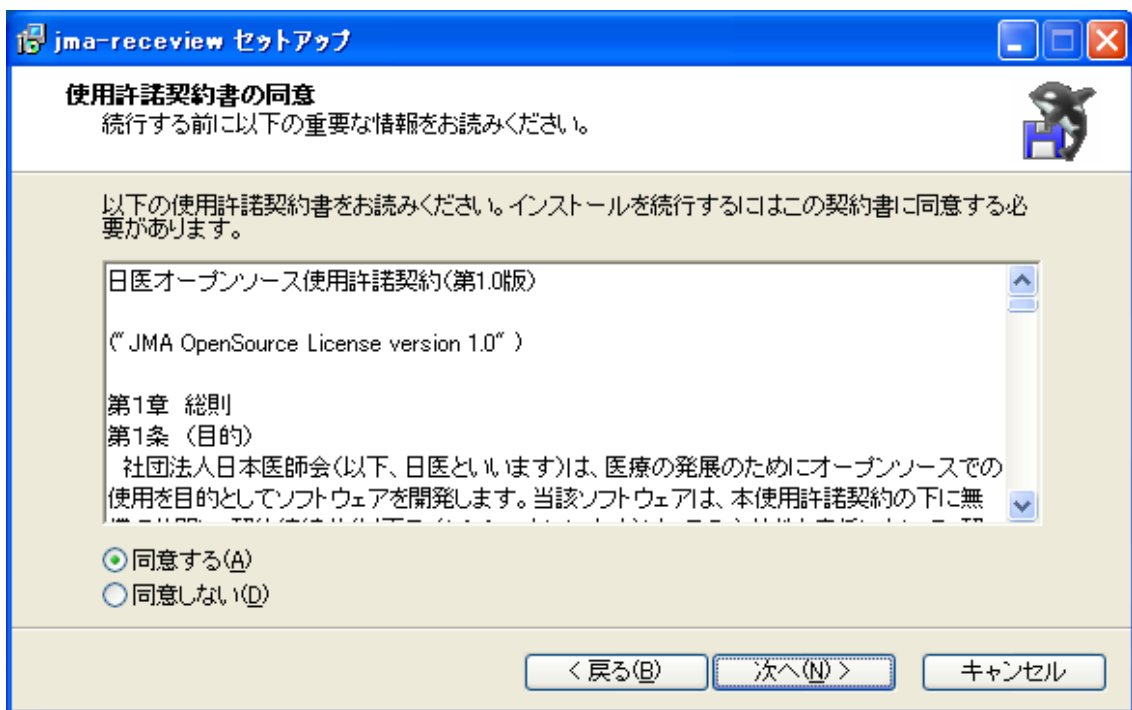 jma-receview セットアップ
使用許諾契約書の同意
続行する前に以下の重要な情報をお読みください。
以下の使用許諾契約書をお読みください。インストールを続行するにはこの契約書に同意する必
要があります。
日医オープンソース使用許諾契約(第1.0版)
(" JMA OpenSource License version 1.0" )
第1章 総則
第1条 (目的)
社団法人日本医師会(以下、日医といいます)は、医療の発展のためにオープンソースでの
使用を目的としてソフトウェアを開発します。当該ソフトウェアは、本使用許諾契約の下に無
同意する(A)
同意しない(D)
< 戻る(B)
次へ(N) >
キャンセル